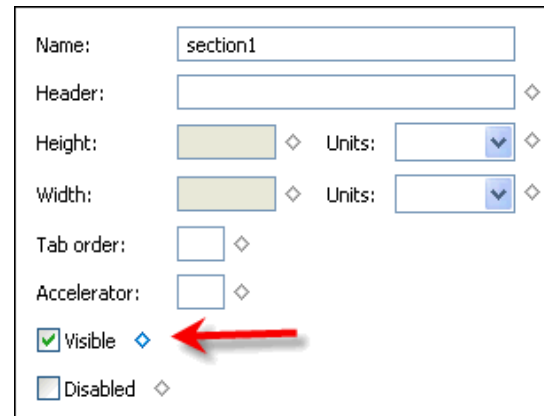 Name: section1
Header:
Height: Units:
Width: Units:
Tab order:
Accelerator:
Visible
Disabled